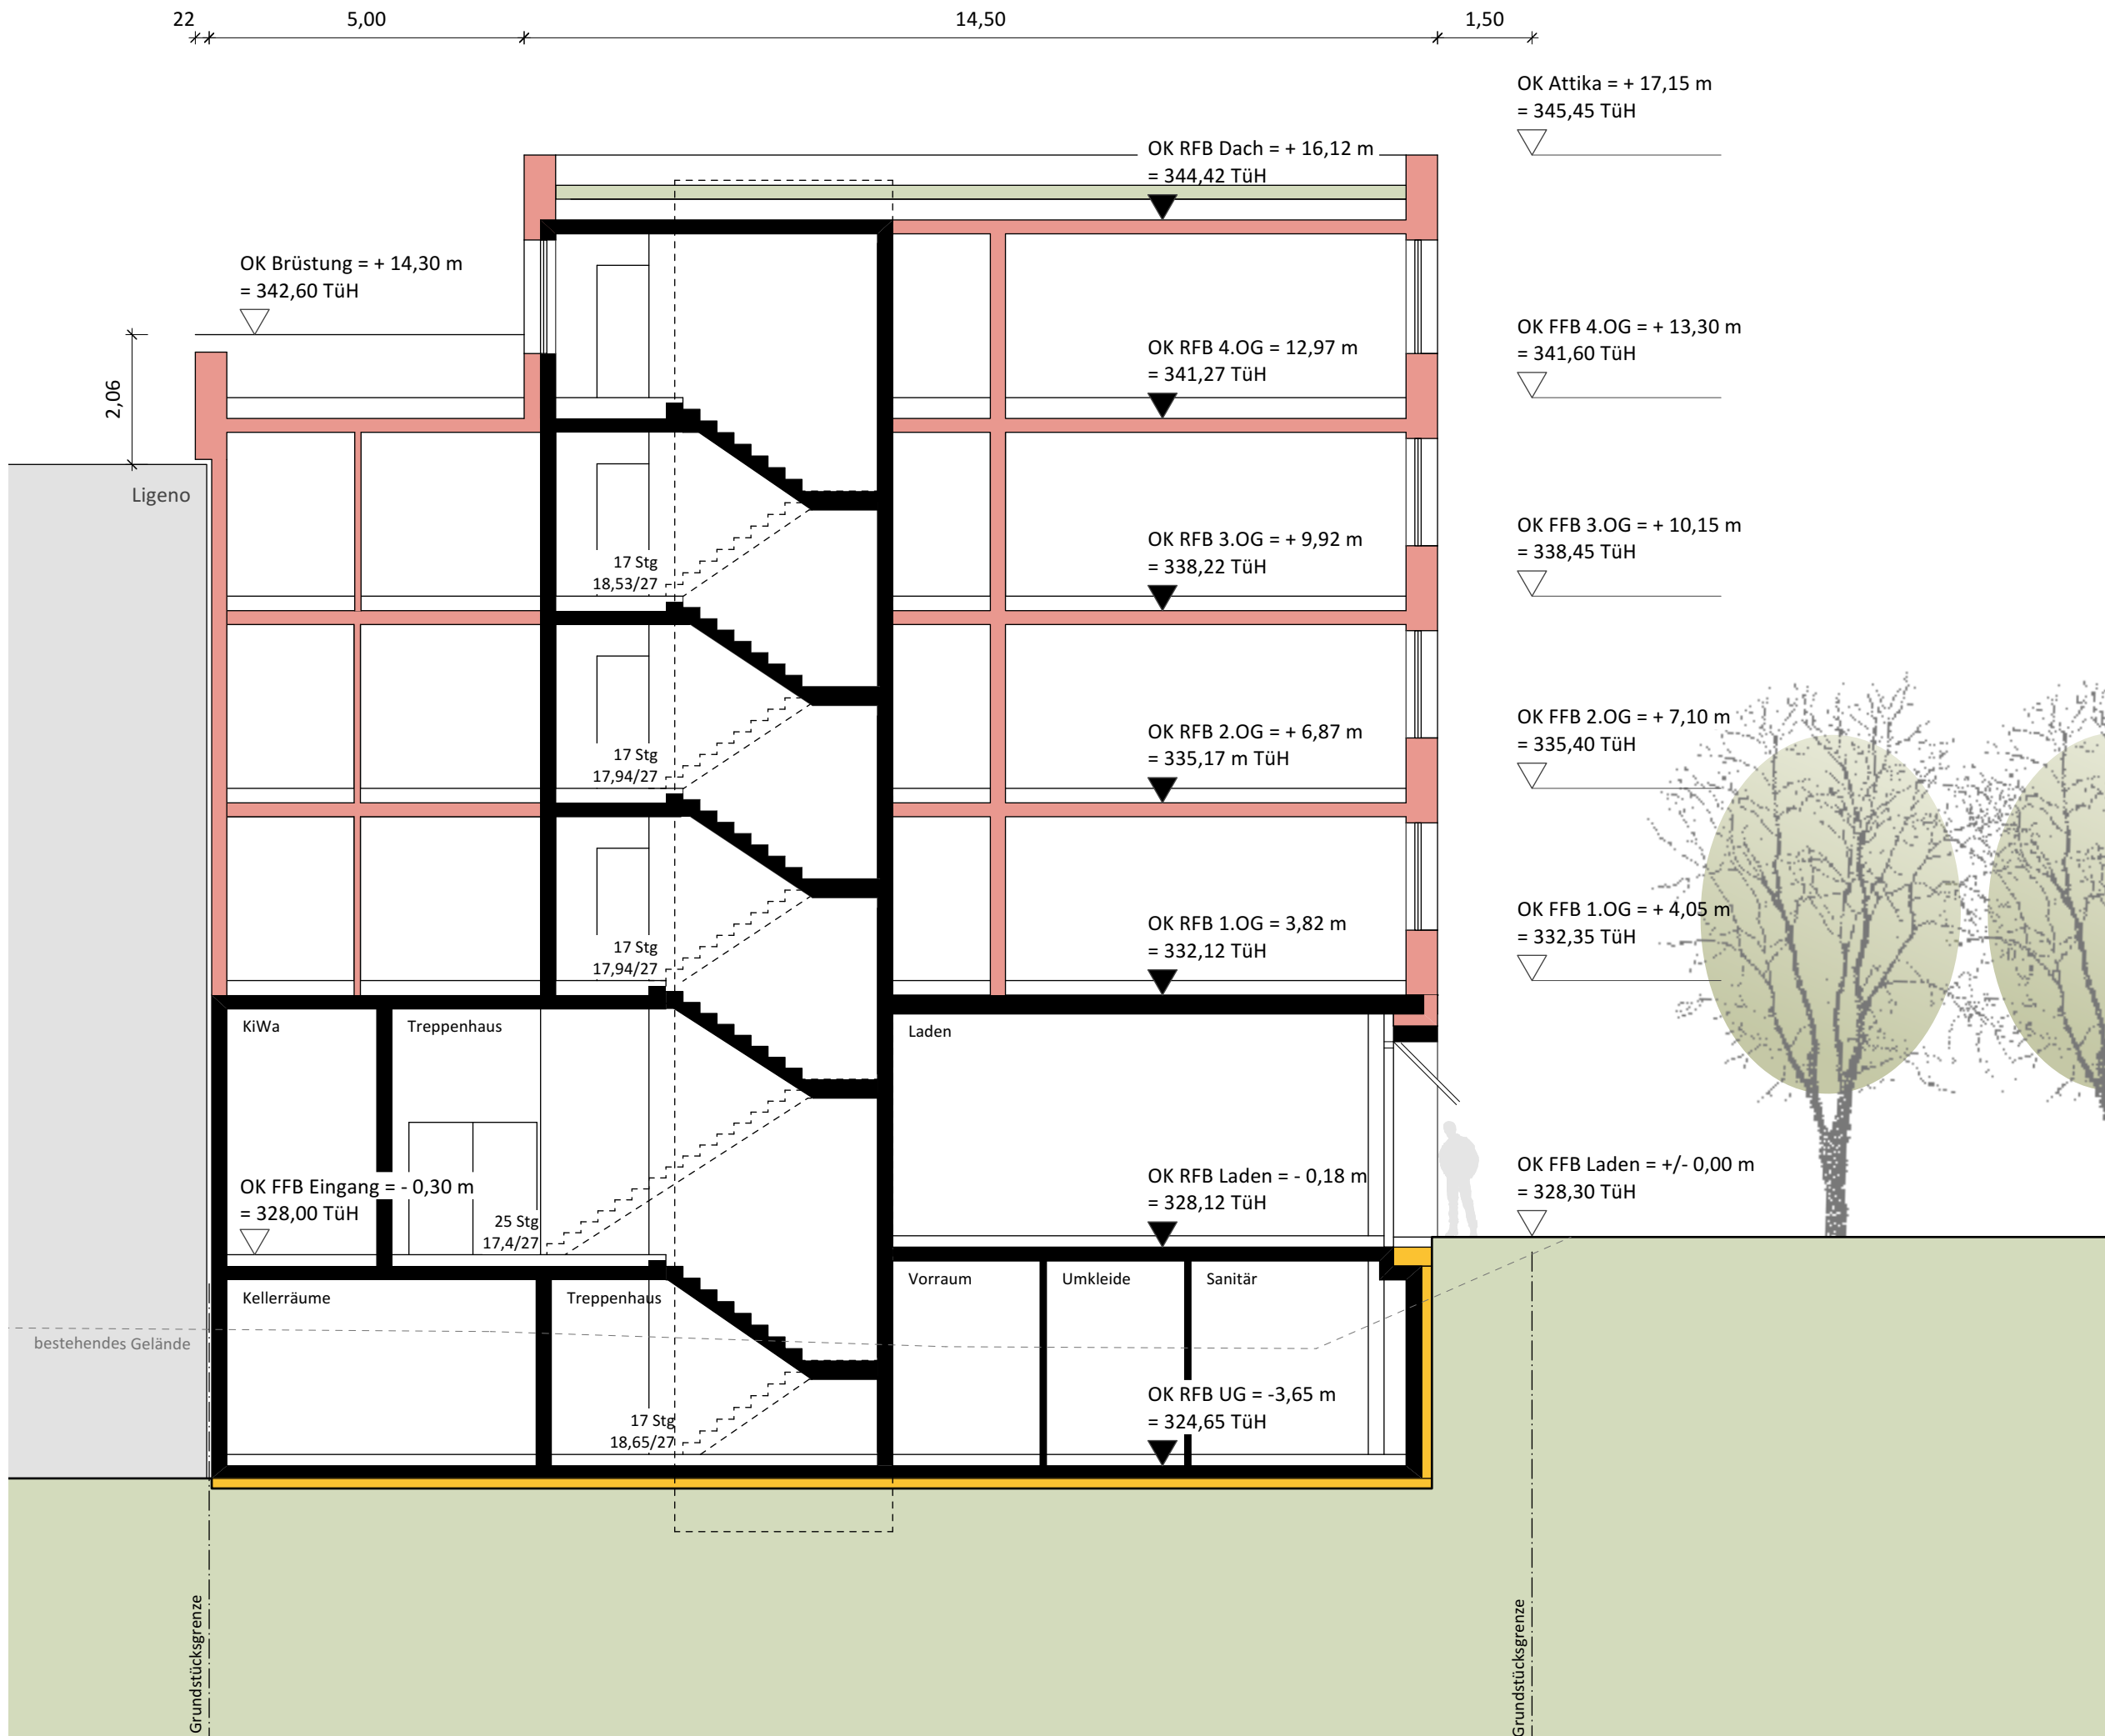 22
5,00
14,50
1,50
OK Attika = + 17,15 m
= 345,45 TüH
OK RFB Dach = + 16,12 m
= 344,42 TüH
OK Brüstung = + 14,30 m
= 342,60 TüH
OK FFB 4.OG = + 13,30 m
= 341,60 TüH
OK RFB 4.OG = 12,97 m
= 341,27 TüH
2,06
Ligeno
OK FFB 3.OG = + 10,15 m
= 338,45 TüH
OK RFB 3.OG = + 9,92 m
= 338,22 TüH
17 Stg
18,53/27
OK FFB 2.OG = + 7,10 m
= 335,40 TüH
OK RFB 2.OG = + 6,87 m
= 335,17 m TüH
17 Stg
17,94/27
OK FFB 1.OG = + 4,05 m
= 332,35 TüH
OK RFB 1.OG = 3,82 m
= 332,12 TüH
17 Stg
17,94/27
KiWa
Treppenhaus
Laden
OK FFB Laden = +/- 0,00 m
= 328,30 TüH
OK RFB Laden = - 0,18 m
= 328,12 TüH
OK FFB Eingang = - 0,30 m
= 328,00 TüH
25 Stg
17,4/27
Kellerräume
Treppenhaus
Vorraum
Umkleide
Sanitär
bestehendes Gelände
OK RFB UG = -3,65 m
= 324,65 TüH
17 Stg
18,65/27
Grundstücksgrenze
Grundstücksgrenze